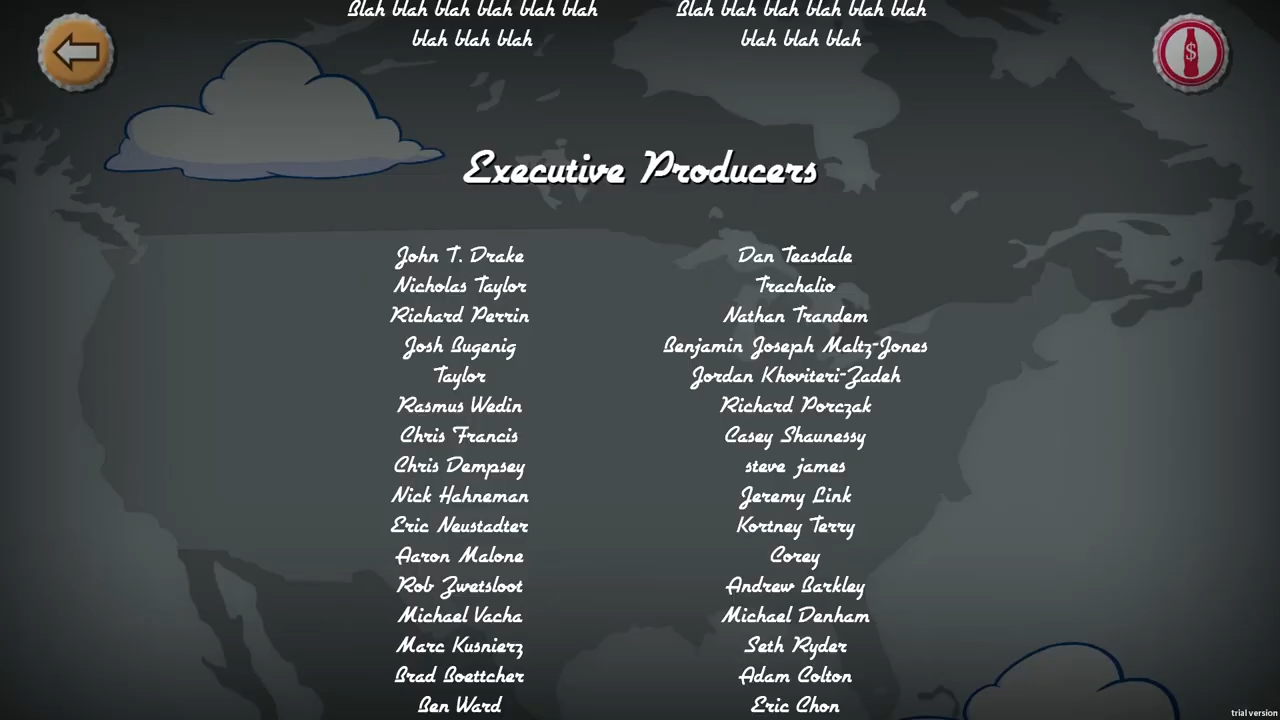 Blah blah blah blah blah blah
blah blah blah
Blah blah blah blah blah blah
blah blah blah
$
Executive Producers
John T. Drake
Nicholas Taylor
Richard Perrin
Josh Bugenig
Taylor
Rasmus Wedin
Chris Francis
Chris Dempsey
Nick Hahneman
Eric Neustadter
Aaron Malone
Rob Zwetsloot
Michael Vacha
Marc Kusnierz
Brad Boettcher
Ben Ward
Dan Teasdale
Trachalio
Nathan Trandem
Benjamin Joseph Maltz-Jones
Jordan Khoviteri-Zadeh
Richard Porczak
Casey Shaunessy
steve james
Jeremy Link
Kortney Terry
Corey
Andrew Barkley
Michael Denham
Seth Ryder
Adam Colton
Eric Chon
trial version